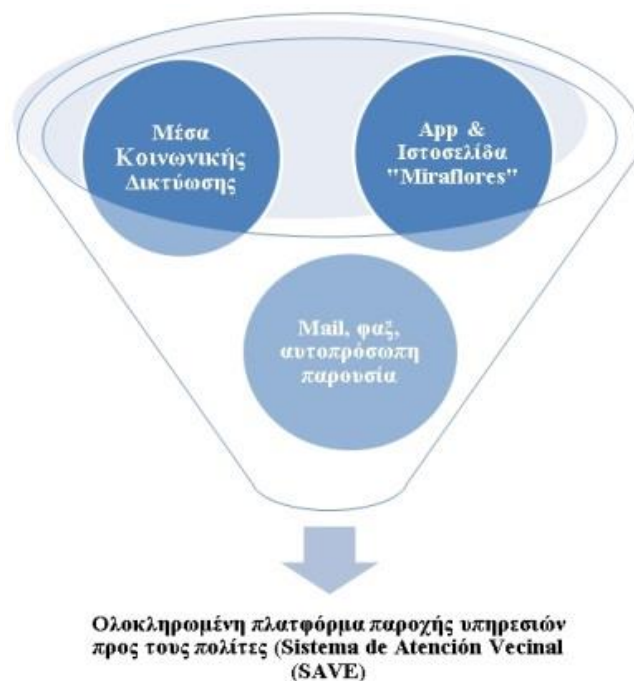 Μέσα
Κοινωνικής
Δικτύωσης
App &
Ιστοσελίδα
"Miraflores"
Mail, φαξ,
αυτοπρόσωπη
παρουσία
Ολοκληρωμένη πλατφόρμα παροχής υπηρεσιών
προς τους πολίτες (Sistema de Atención Vecinal
(SAVE)